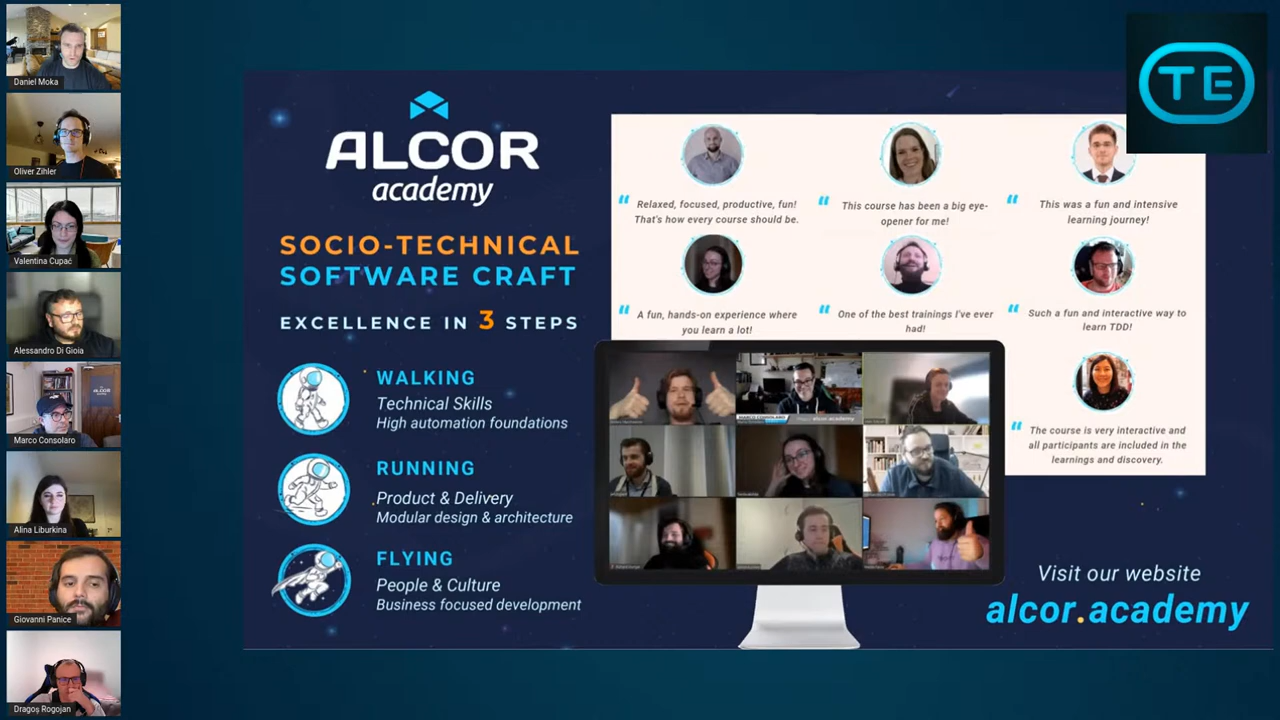 Daniel Moka
Oliver Zihler
Valentina Cupać
Alessandro Di Gioia
Marco Consolaro
Alina Liburkina
Giovanni Panice
Dragoș Rogojan
ALCOR
academy
SOCIO-TECHNICAL
SOFTWARE CRAFT
EXCELLENCE IN 3 STEPS
WALKING
Technical Skills
High automation foundations
RUNNING
Product & Delivery
Modular design & architecture
FLYING
People & Culture
Business focused development
TE
“ Relaxed, focused, productive, fun!
That's how every course should be.
“ This course has been a big eye-
opener for me!
“ This was a fun and intensive
learning journey!
“ A fun, hands-on experience where
you learn a lot!
“ One of the best trainings I've ever
had!
“ Such a fun and interactive way to
learn TDD!
“ The course is very interactive and
all participants are included in the
learnings and discovery.
MARCO CONSOLARO
alcor.academy
Visit our website
alcor.academy